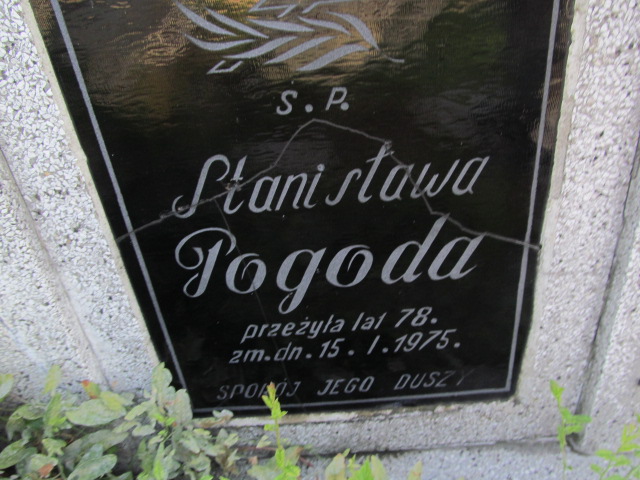 Ś.P.
Stanisława
Pogoda
przeżyła lat 78.
zm.dn.15.I.1975.
SPOKÓJ JEGO DUSZY